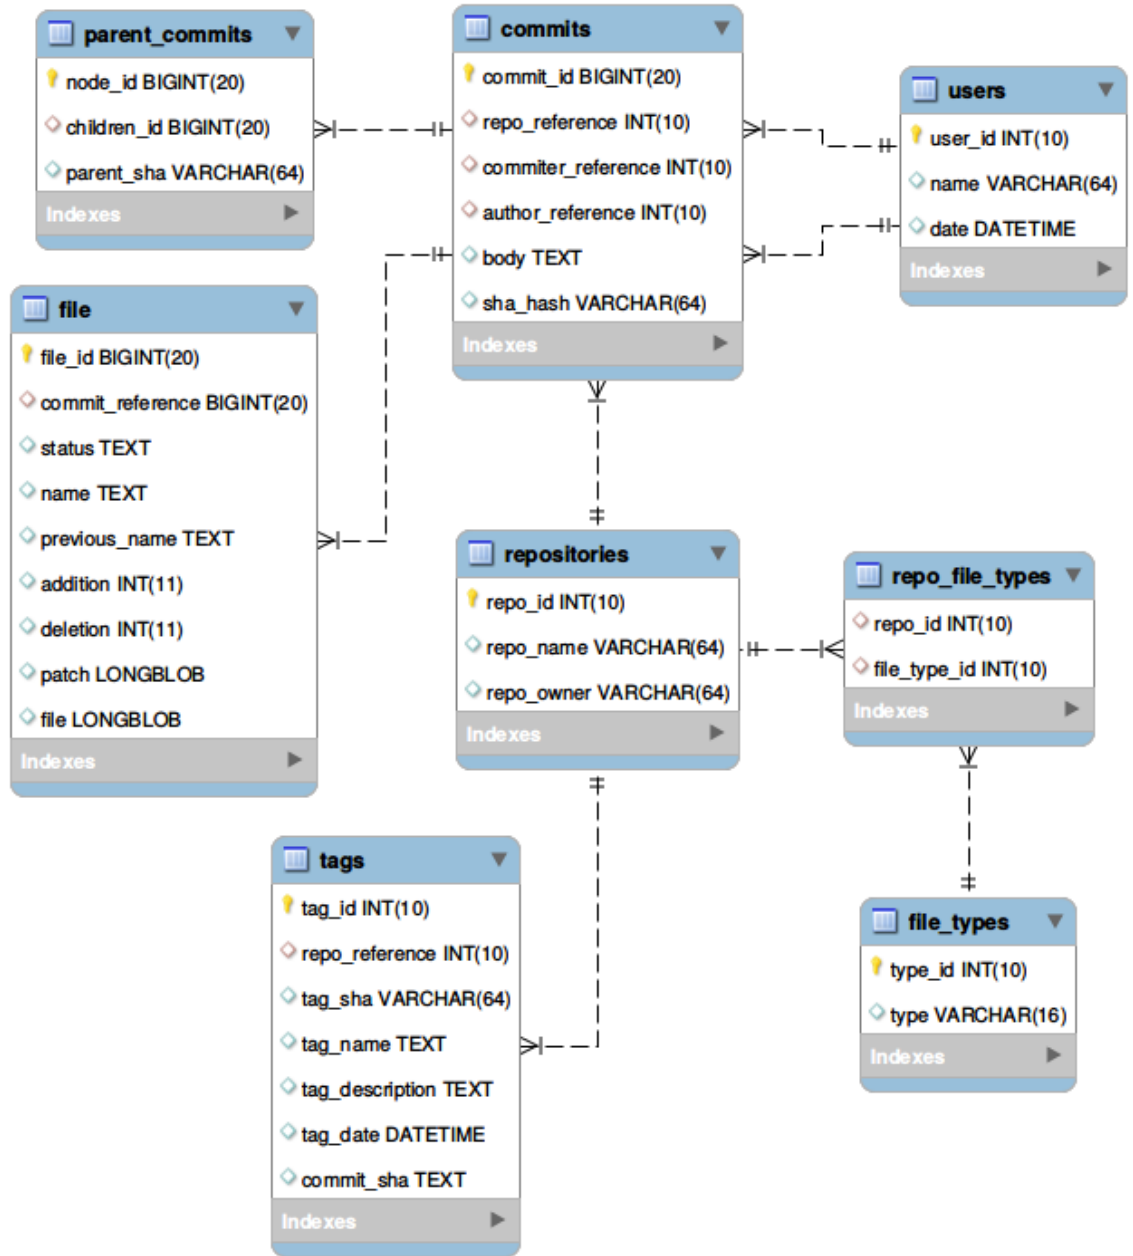 parent_commits
node_id BIGINT(20)
children_id BIGINT(20)
parent_sha VARCHAR(64)
Indexes
commits
commit_id BIGINT(20)
repo_reference INT(10)
commiter_reference INT(10)
author_reference INT(10)
body TEXT
sha_hash VARCHAR(64)
Indexes
users
user_id INT(10)
name VARCHAR(64)
date DATETIME
Indexes
file
file_id BIGINT(20)
commit_reference BIGINT(20)
status TEXT
name TEXT
previous_name TEXT
addition INT(11)
deletion INT(11)
patch LONGBLOB
file LONGBLOB
Indexes
repositories
repo_id INT(10)
repo_name VARCHAR(64)
repo_owner VARCHAR(64)
Indexes
repo_file_types
repo_id INT(10)
file_type_id INT(10)
Indexes
tags
tag_id INT(10)
repo_reference INT(10)
tag_sha VARCHAR(64)
tag_name TEXT
tag_description TEXT
tag_date DATETIME
commit_sha TEXT
Indexes
file_types
type_id INT(10)
type VARCHAR(16)
Indexes